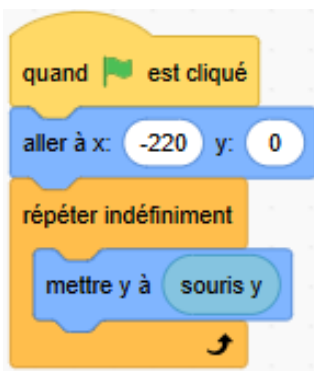 quand est cliqué
aller à x: -220 y: 0
répéter indéfiniment
mettre y à souris y